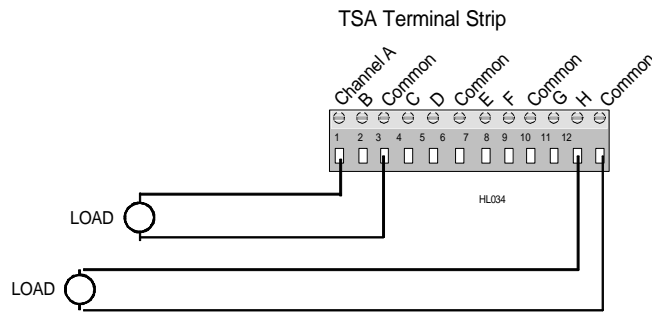 TSA Terminal Strip
Channel A B Common C D Common E F Common G H Common
1 2 3 4 5 6 7 8 9 10 11 12
HL034
LOAD
LOAD